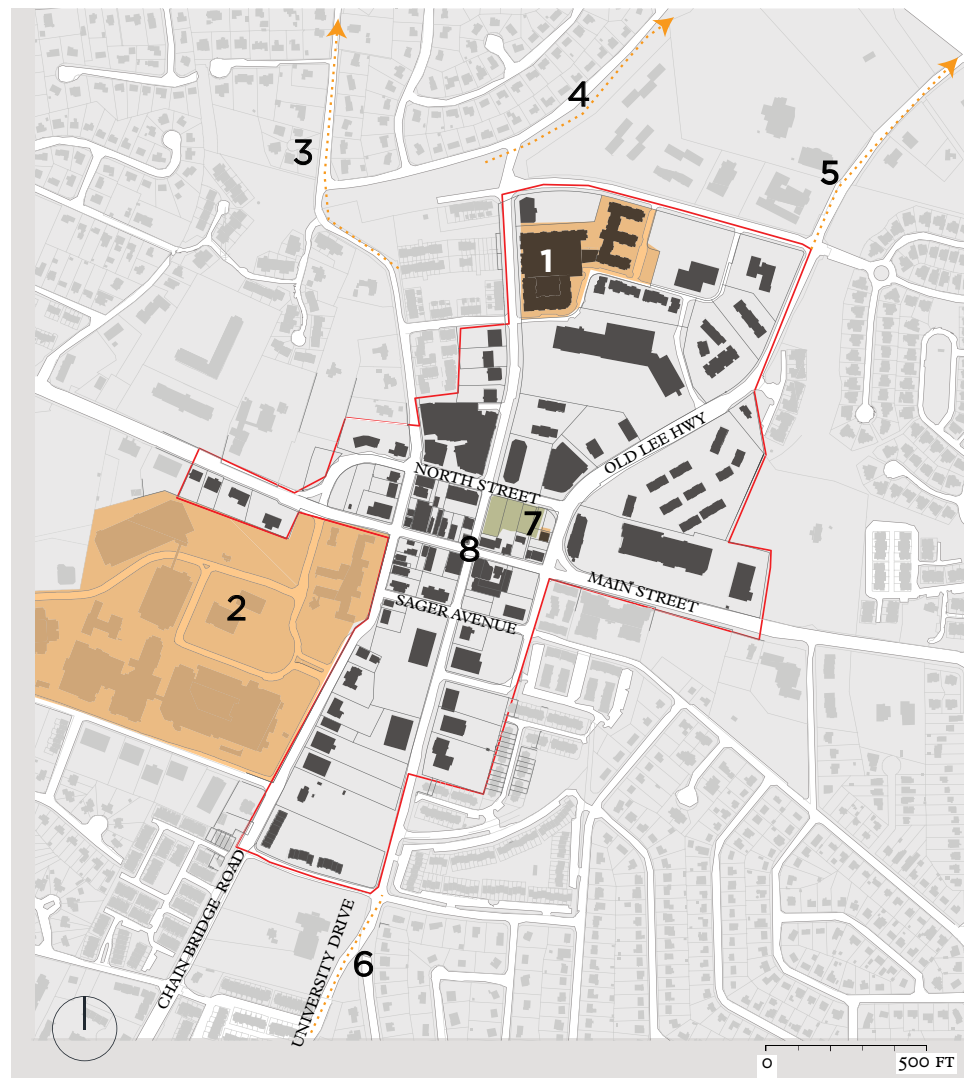 4
3
5
1
OLD LEE HWY
NORTH STREET
7
8
MAIN STREET
SAGER AVENUE
2
CHAIN BRIDGE ROAD
UNIVERSITY DRIVE
6
0
500 FT